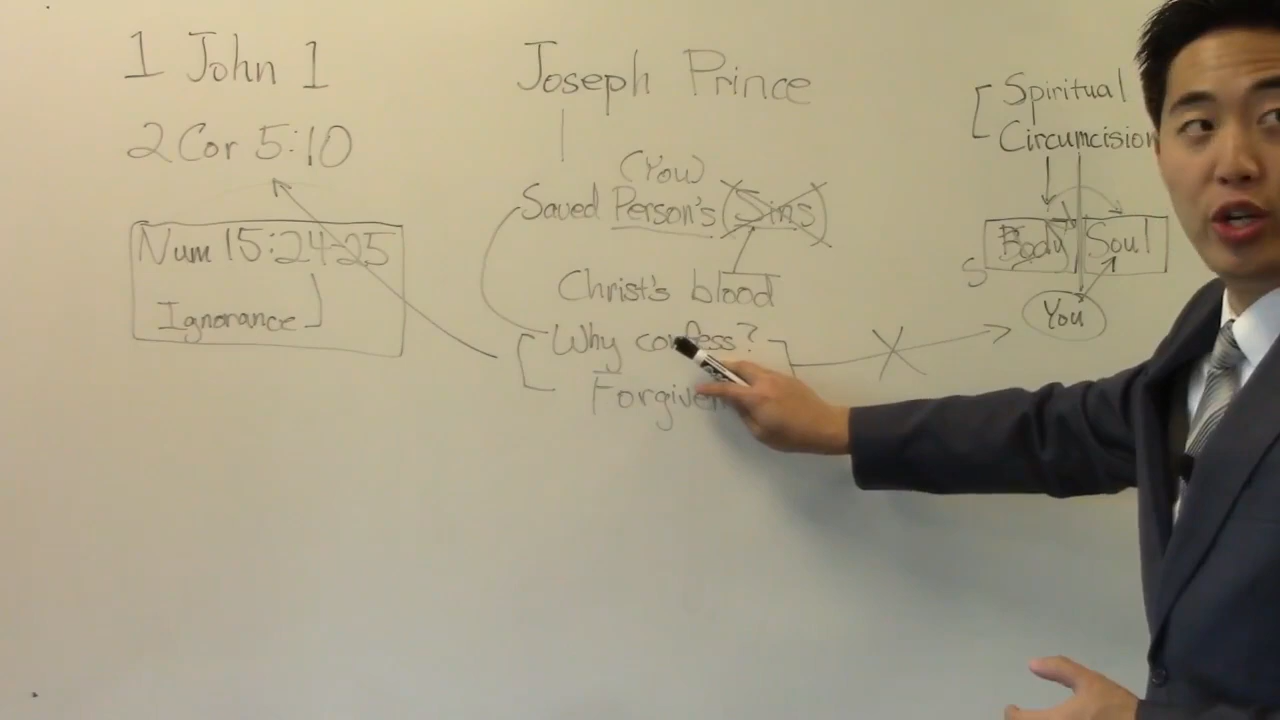 1 John 1
2 Cor 5:10
Num 15:24-25
Ignorance
Joseph Prince
(You)
Saved Person's (Sins)
Christ's blood
Why confess?
Forgiven
Spiritual
Circumcision
Body Soul
S
You